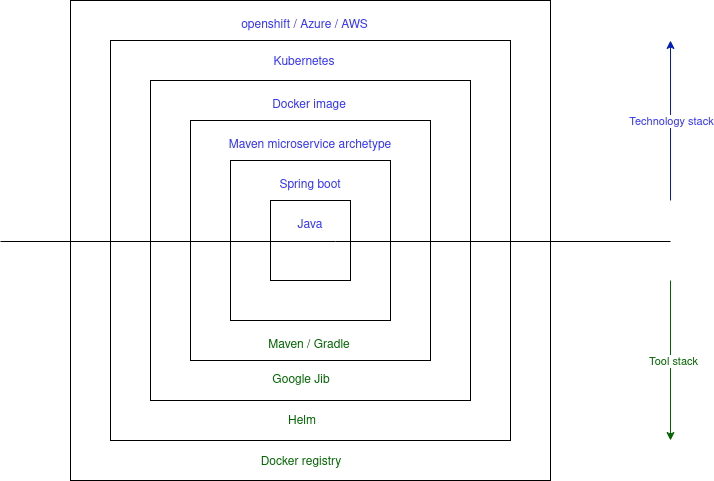 openshift / Azure / AWS
Kubernetes
Docker image
Technology stack
Maven microservice archetype
Spring boot
Java
Maven / Gradle
Tool stack
Google Jib
Helm
Docker registry